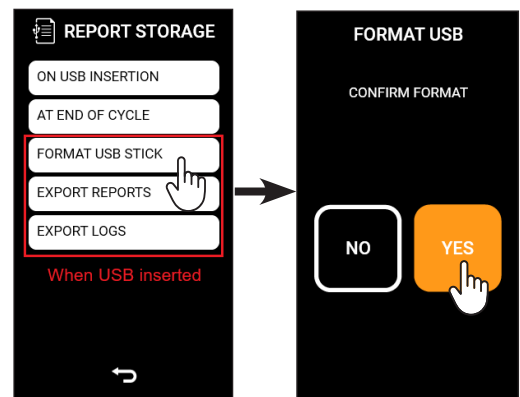 REPORT STORAGE
ON USB INSERTION
AT END OF CYCLE
FORMAT USB STICK
EXPORT REPORTS
EXPORT LOGS
When USB inserted
FORMAT USB
CONFIRM FORMAT
NO
YES